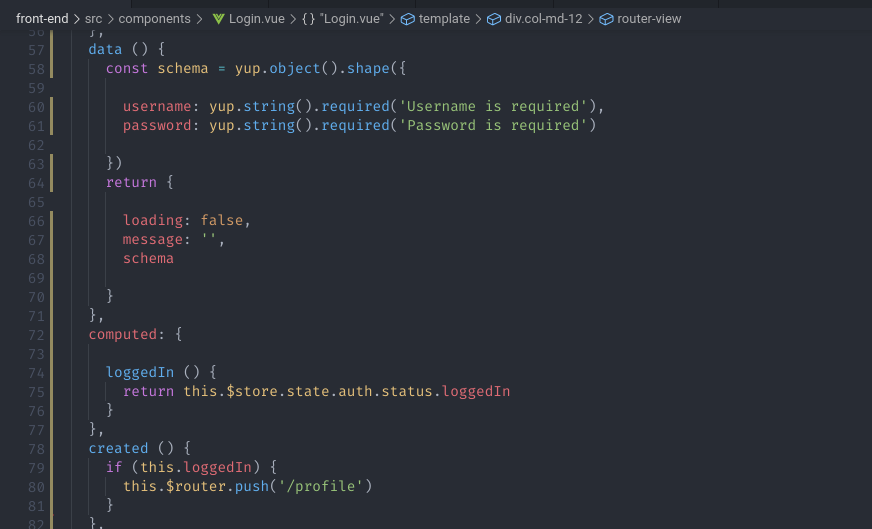 front-end > src > components > Login.vue > {} "Login.vue" > template > div.col-md-12 > router-view
56 },
57 data () {
58 const schema = yup.object().shape({
59
60 username: yup.string().required('Username is required'),
61 password: yup.string().required('Password is required')
62
63 })
64 return {
65
66 loading: false,
67 message: '',
68 schema
69
70 }
71 },
72 computed: {
73
74 loggedIn () {
75 return this.$store.state.auth.status.loggedIn
76 }
77 },
78 created () {
79 if (this.loggedIn) {
80 this.$router.push('/profile')
81 }
82 },